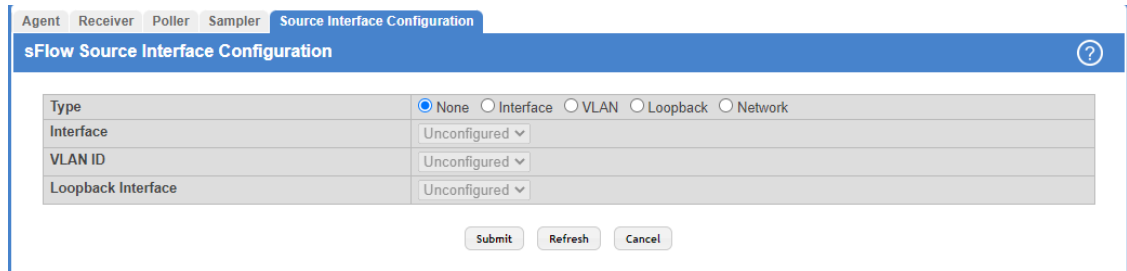 Agent Receiver Poller Sampler Source Interface Configuration
sFlow Source Interface Configuration ?
Type None Interface VLAN Loopback Network
Interface Unconfigured
VLAN ID Unconfigured
Loopback Interface Unconfigured
Submit Refresh Cancel